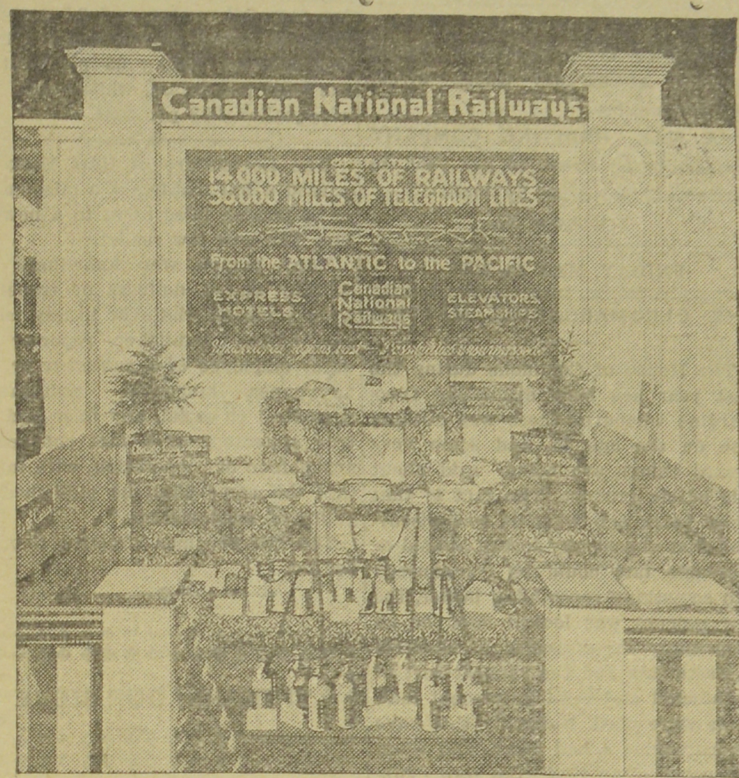 Canadian National Railways
OPERATING
14,000 MILES OF RAILWAYS
56,000 MILES OF TELEGRAPH LINES
From the ATLANTIC to the PACIFIC
EXPRESS,
HOTELS,
Canadian
National
Railways
ELEVATORS,
STEAMSHIPS